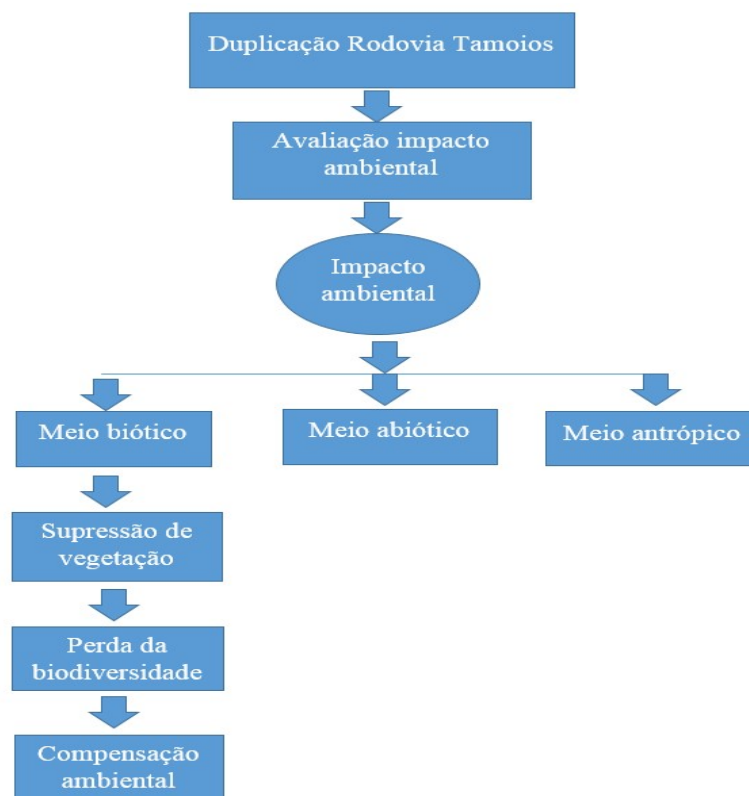 Duplicação Rodovia Tamoios
Avaliação impacto
ambiental
Impacto
ambiental
Meio biótico
Meio abiótico
Meio antrópico
Supressão de
vegetação
Perda da
biodiversidade
Compensação
ambiental